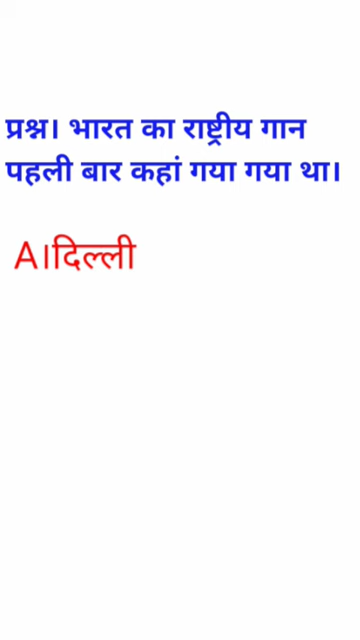 प्रश्न। भारत का राष्ट्रीय गान
पहली बार कहां गया गया था।
A।दिल्ली